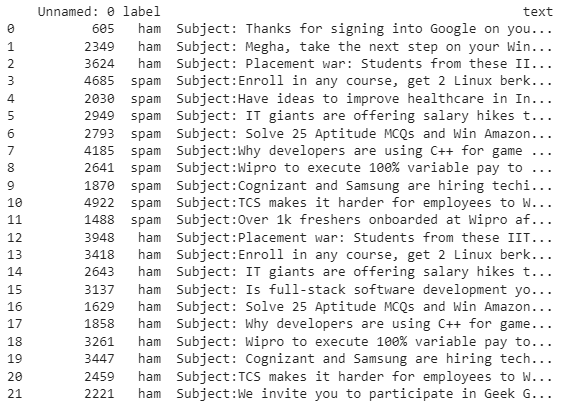 Unnamed: 0 label text
0 605 ham Subject: Thanks for signing into Google on you...
1 2349 ham Subject: Megha, take the next step on your Win...
2 3624 ham Subject: Placement war: Students from these II...
3 4685 spam Subject:Enroll in any course, get 2 Linux berk...
4 2030 spam Subject:Have ideas to improve healthcare in In...
5 2949 spam Subject: IT giants are offering salary hikes t...
6 2793 spam Subject: Solve 25 Aptitude MCQs and Win Amazon...
7 4185 spam Subject:Why developers are using C++ for game ...
8 2641 spam Subject:Wipro to execute 100% variable pay to ...
9 1870 spam Subject:Cognizant and Samsung are hiring techi...
10 4922 spam Subject:TCS makes it harder for employees to W...
11 1488 spam Subject:Over 1k freshers onboarded at Wipro af...
12 3948 ham Subject:Placement war: Students from these IIT...
13 3418 ham Subject:Enroll in any course, get 2 Linux berk...
14 2643 ham Subject: IT giants are offering salary hikes t...
15 3137 ham Subject: Is full-stack software development yo...
16 1629 ham Subject: Solve 25 Aptitude MCQs and Win Amazon...
17 1858 ham Subject: Why developers are using C++ for game...
18 3261 ham Subject: Wipro to execute 100% variable pay to...
19 3447 ham Subject: Cognizant and Samsung are hiring tech...
20 2459 ham Subject:TCS makes it harder for employees to W...
21 2221 ham Subject:We invite you to participate in Geek G...